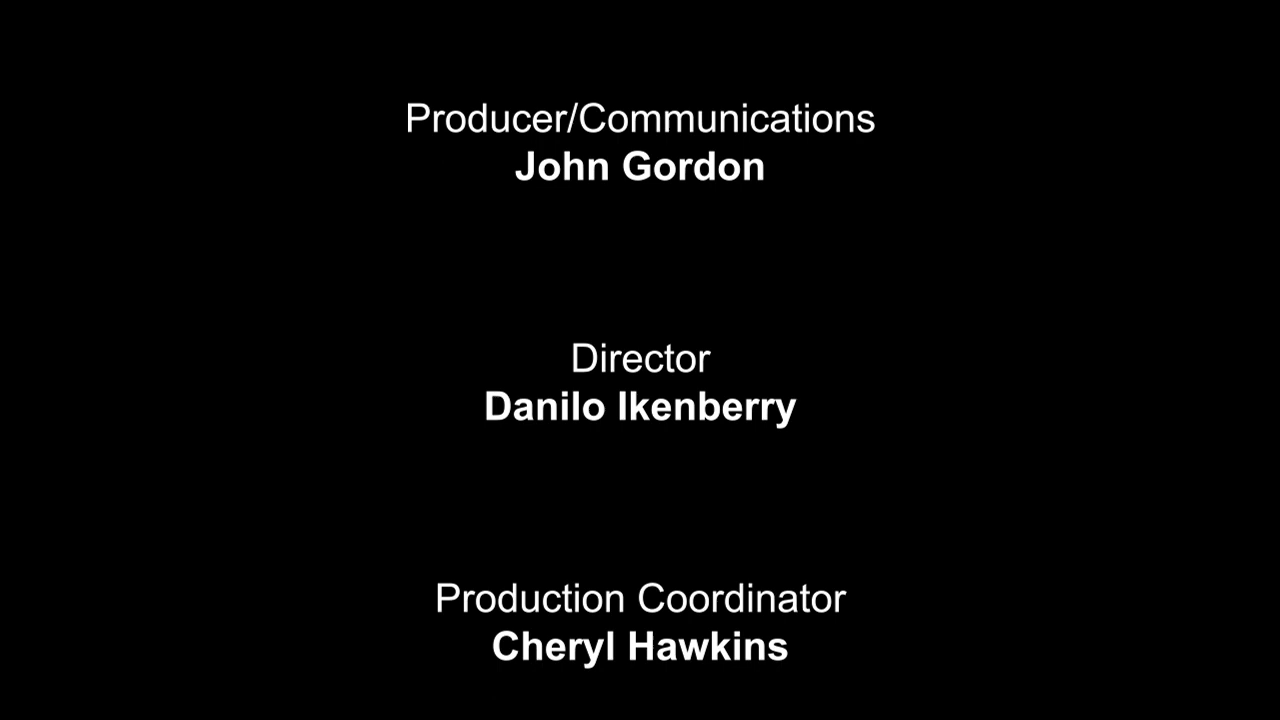 Producer/Communications
John Gordon
Director
Danilo Ikenberry
Production Coordinator
Cheryl Hawkins